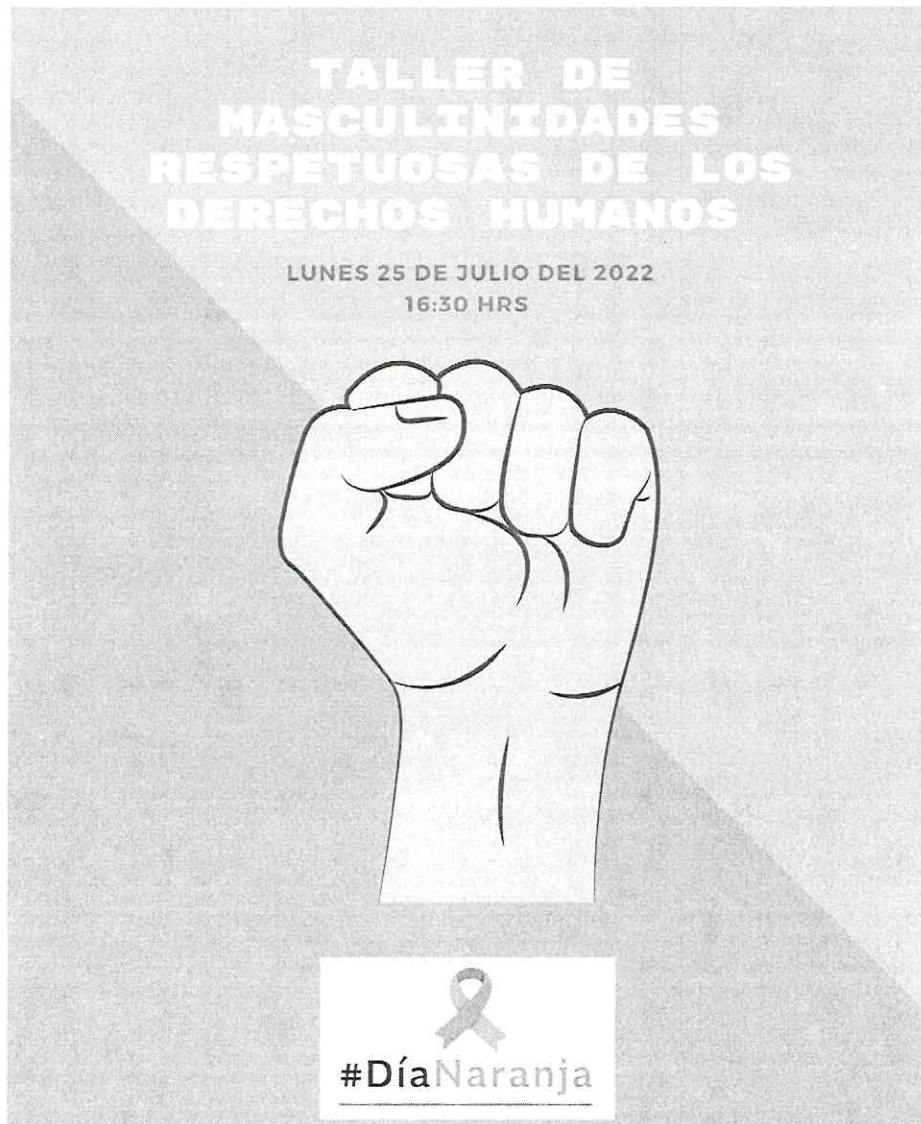 TALLER DE
MASCULINIDADES
RESPETUOSAS DE LOS
DERECHOS HUMANOS
LUNES 25 DE JULIO DEL 2022
16:30 HRS
#DíaNaranja